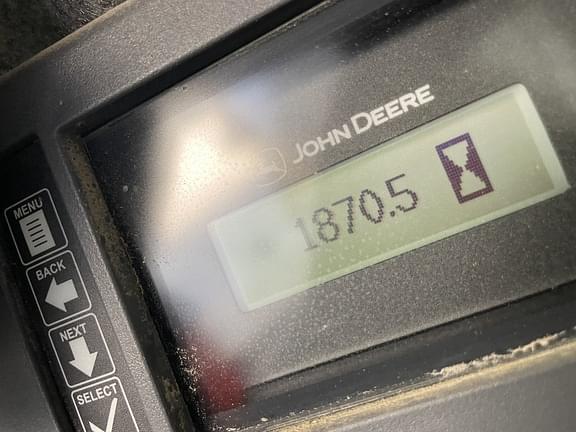 JOHN DEERE
1870.5
MENU
BACK
NEXT
SELECT